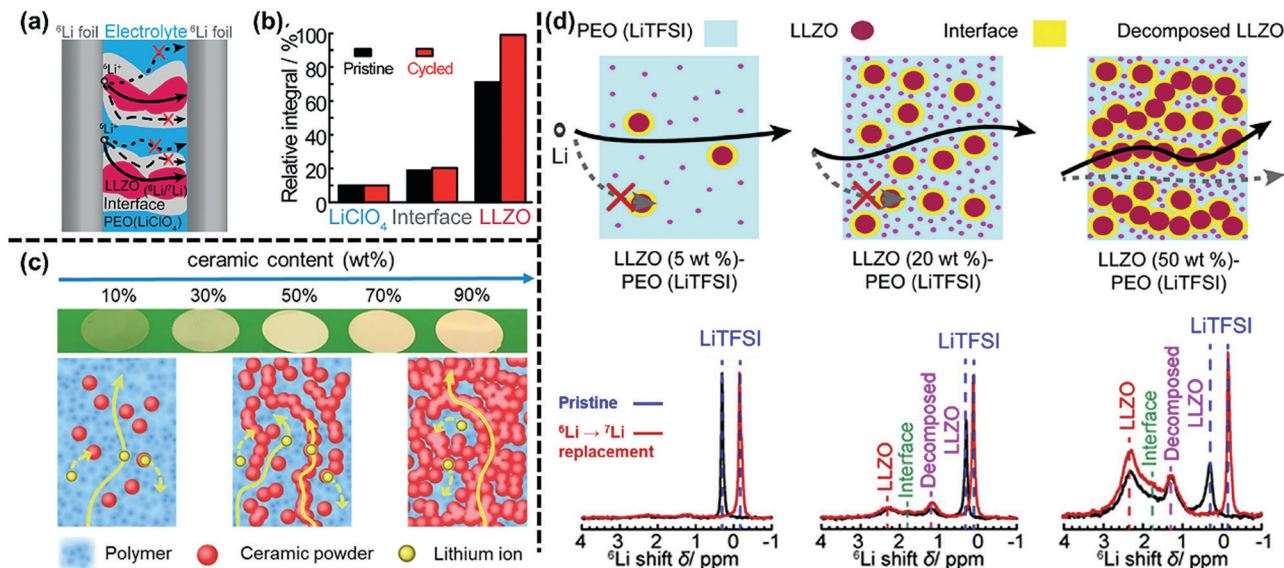 (a)
⁶Li foil Electrolyte ⁶Li foil
⁶Li⁺
⁶Li⁺
LLZO (⁶Li/⁷Li)
Interface
PEO(LiClO₄)
(b)
Relative integral / %
100
80
60
40
20
0
Pristine
Cycled
LiClO₄ Interface LLZO
(c)
ceramic content (wt%)
10% 30% 50% 70% 90%
Polymer Ceramic powder Lithium ion
(d)
PEO (LiTFSI) LLZO Interface Decomposed LLZO
Li
LLZO (5 wt %)-
PEO (LiTFSI)
LLZO (20 wt %)-
PEO (LiTFSI)
LLZO (50 wt %)-
PEO (LiTFSI)
Pristine
⁶Li → ⁷Li
replacement
LiTFSI
4 3 2 1 0 -1
⁶Li shift δ/ ppm
LiTFSI
LLZO
Interface
Decomposed
LLZO
4 3 2 1 0 -1
⁶Li shift δ/ ppm
LiTFSI
LLZO
Interface
Decomposed
LLZO
4 3 2 1 0 -1
⁶Li shift δ/ ppm